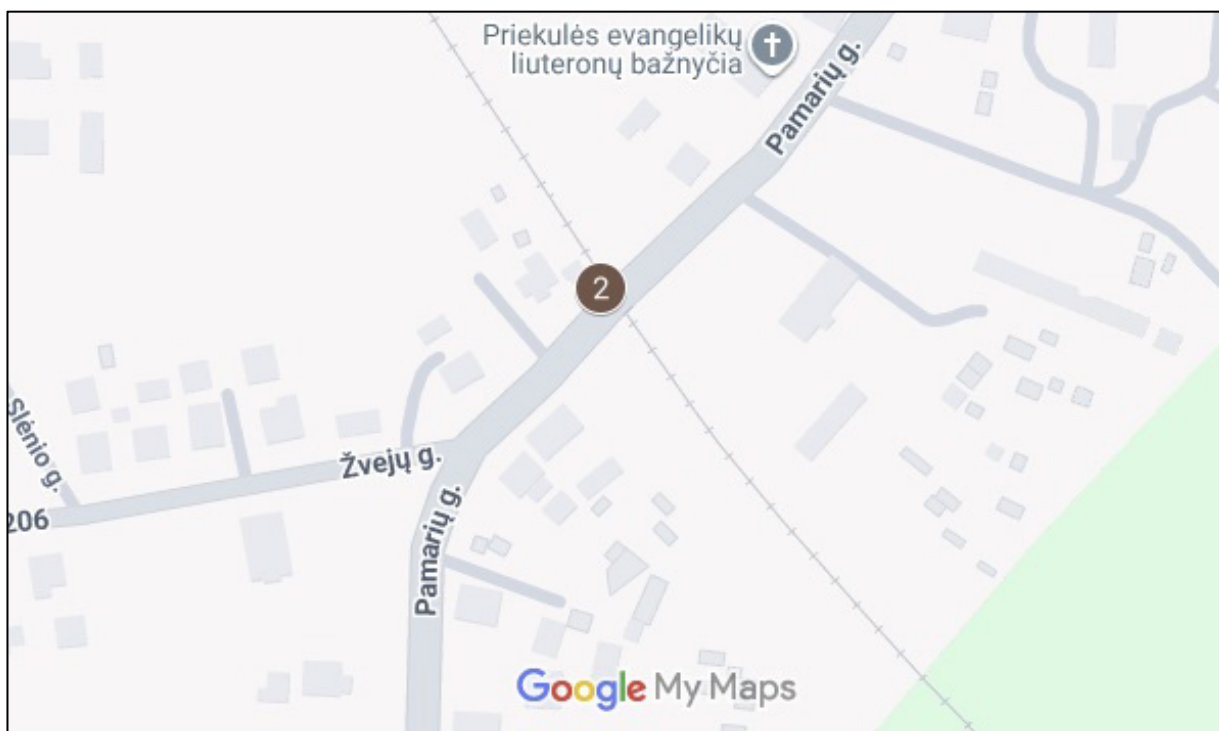 Priekulės evangelikų
liuteronų bažnyčia
Pamarių g.
2
Slėnio g.
Žvejų g.
206
Pamarių g.
Google My Maps